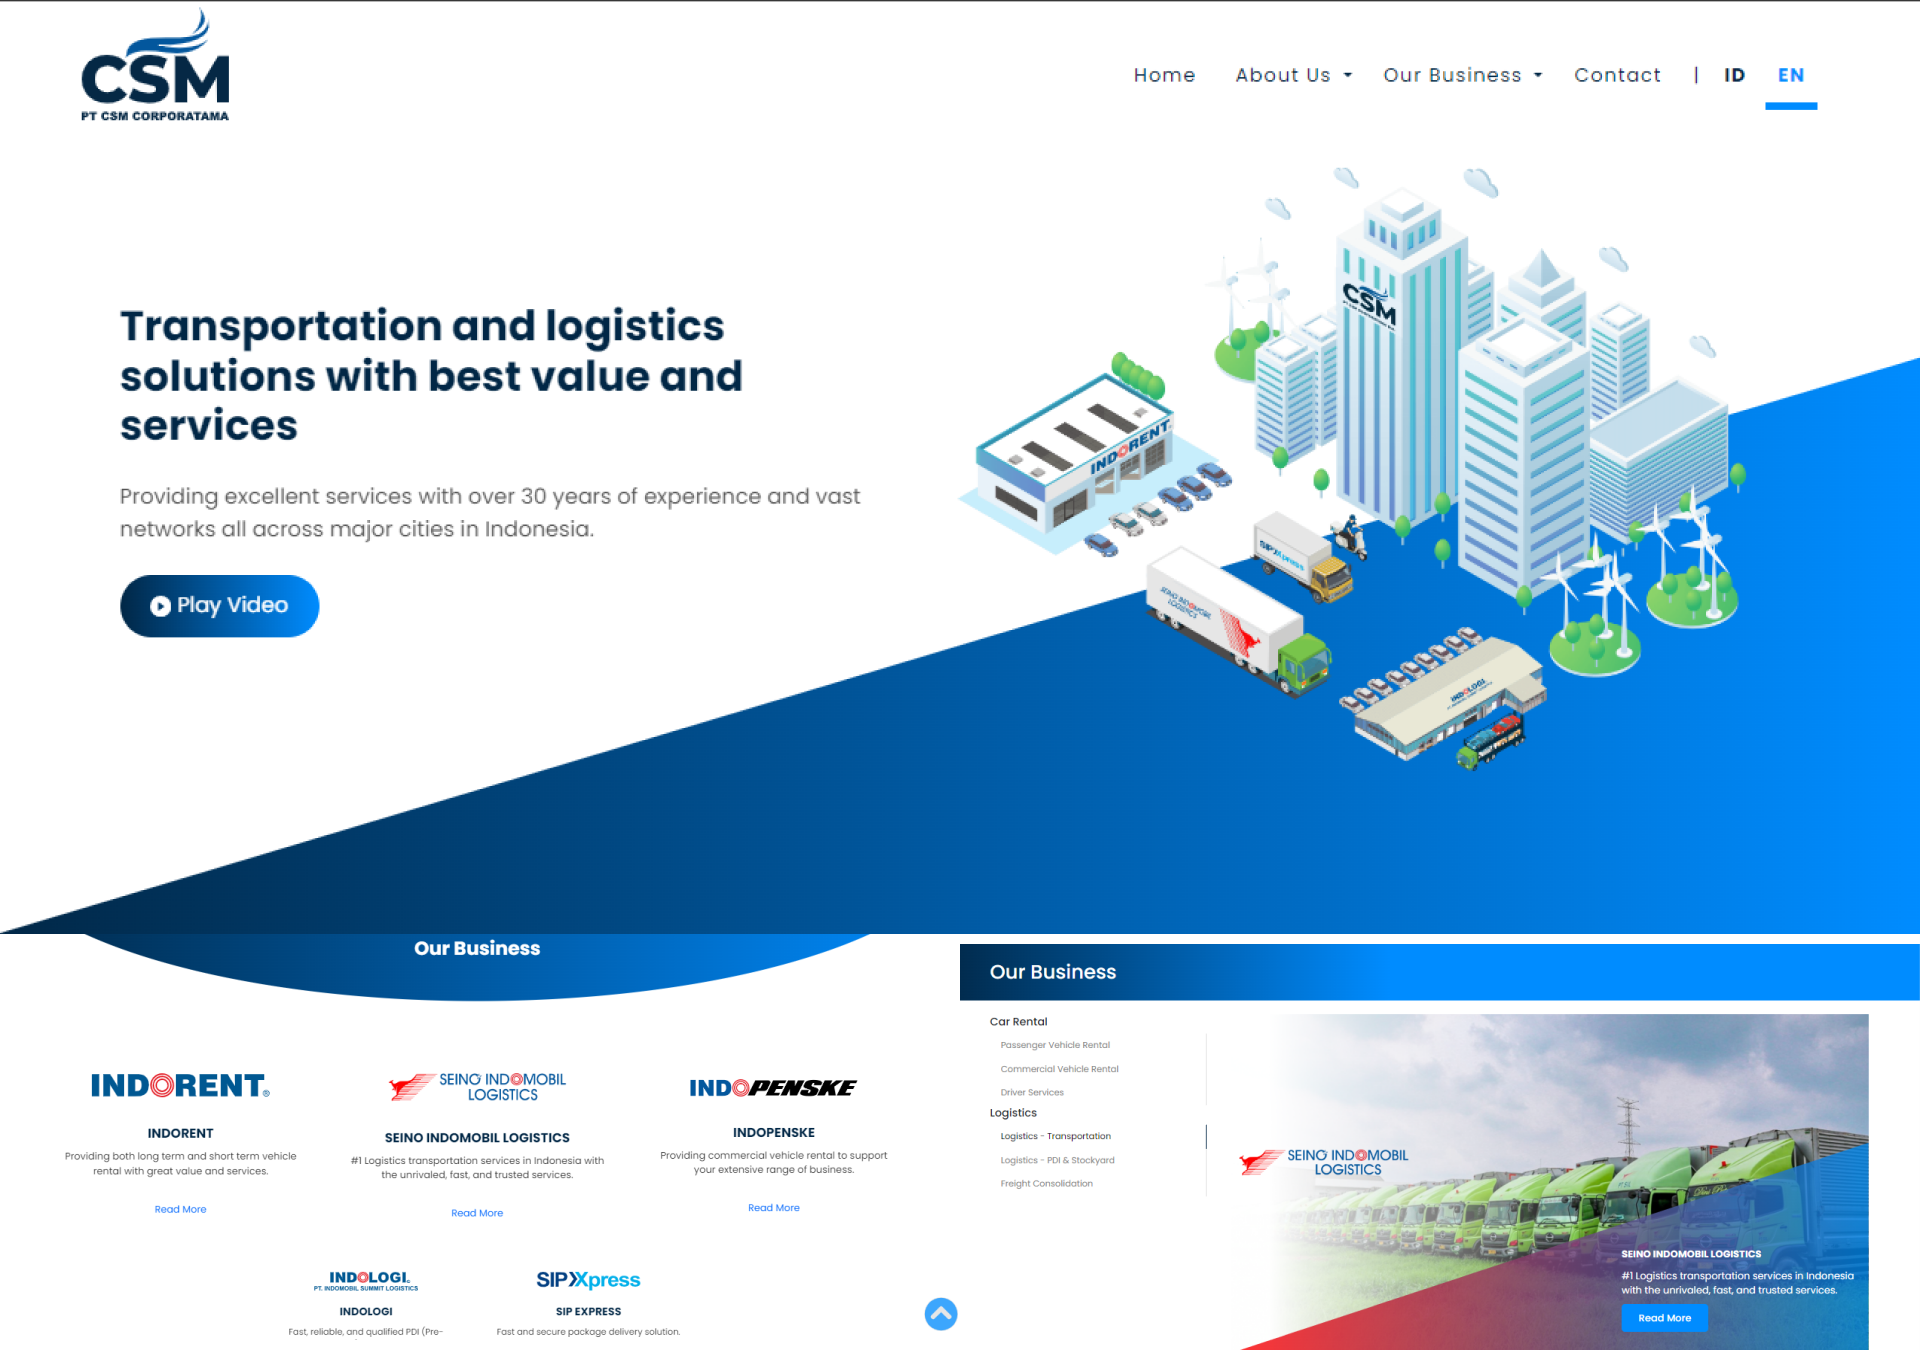 CSM
PT CSM CORPORATAMA
Home
About Us
Our Business
Contact
|
ID
EN
Transportation and logistics
solutions with best value and
services
Providing excellent services with over 30 years of experience and vast
networks all across major cities in Indonesia.
Play Video
CSM
INDORENT
SIPXpress
SEINO INDOMOBIL
LOGISTICS
INDOLOGI
Our Business
INDORENT®
INDORENT
Providing both long term and short term vehicle
rental with great value and services.
Read More
SEINO INDOMOBIL
LOGISTICS
SEINO INDOMOBIL LOGISTICS
#1 Logistics transportation services in Indonesia with
the unrivaled, fast, and trusted services.
Read More
INDOPENSKE
INDOPENSKE
Providing commercial vehicle rental to support
your extensive range of business.
Read More
INDOLOGI
PT. INDOMOBIL SUMMIT LOGISTICS
INDOLOGI
Fast, reliable, and qualified PDI (Pre-
SIPXpress
SIP EXPRESS
Fast and secure package delivery solution.
Our Business
Car Rental
Passenger Vehicle Rental
Commercial Vehicle Rental
Driver Services
Logistics
Logistics - Transportation
Logistics - PDI & Stockyard
Freight Consolidation
SEINO INDOMOBIL
LOGISTICS
SEINO INDOMOBIL LOGISTICS
#1 Logistics transportation services in Indonesia
with the unrivaled, fast, and trusted services.
Read More